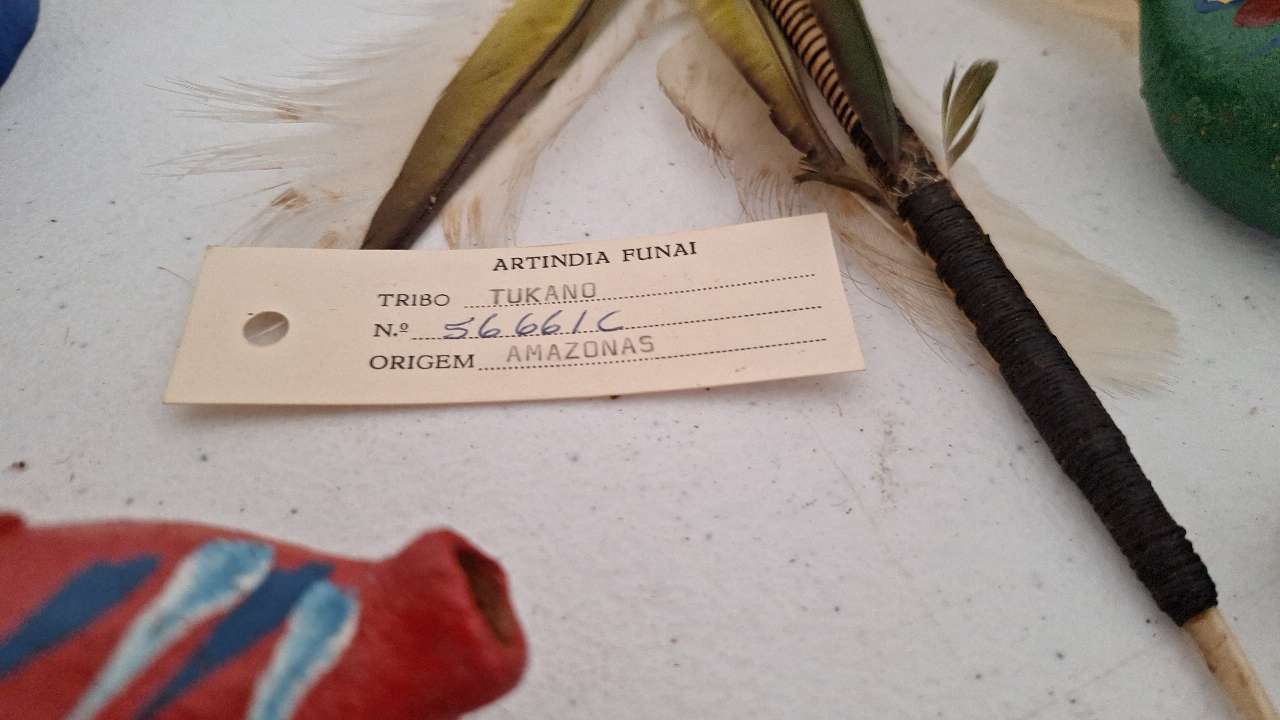 ARTINDIA FUNAI
TRIBO TUKANO
N.º 56661C
ORIGEM AMAZONAS